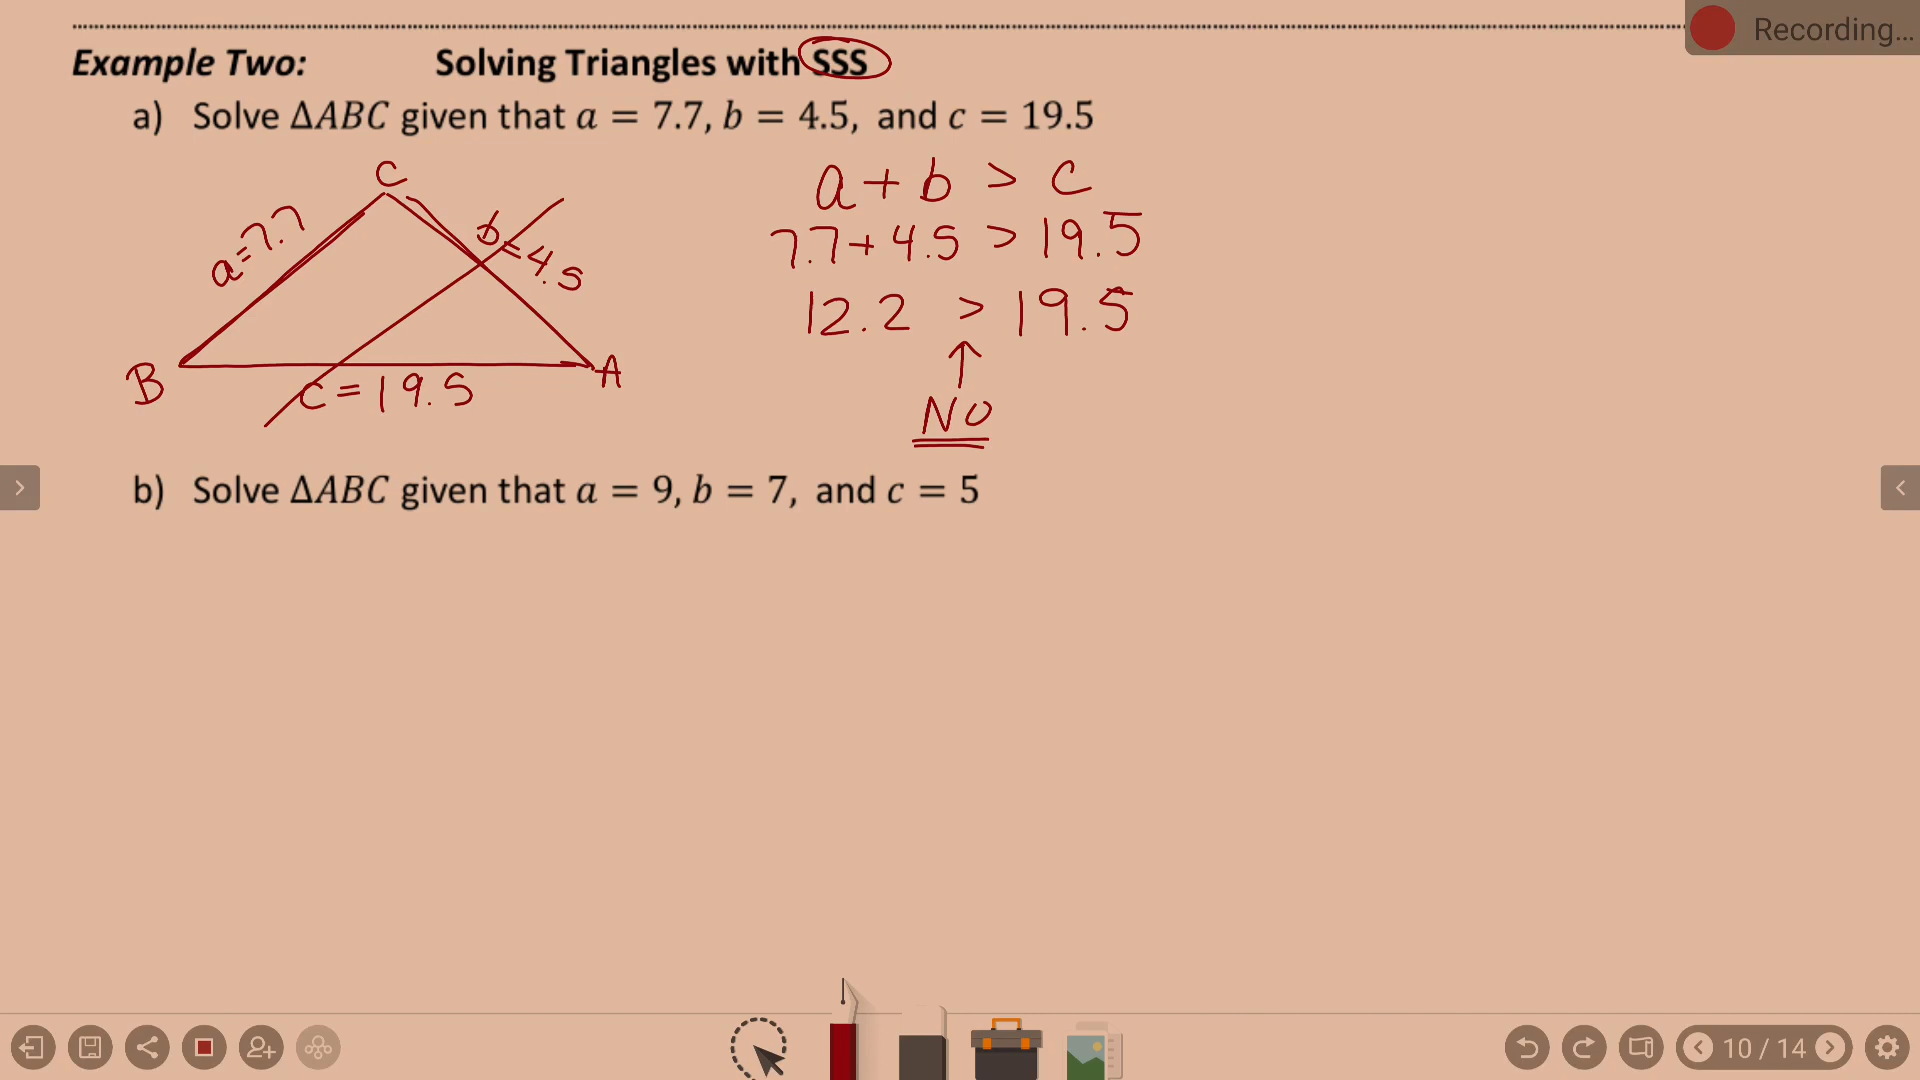 Recording...
Example Two: Solving Triangles with SSS
a) Solve ΔABC given that a = 7.7, b = 4.5, and c = 19.5
C
a=7.7
b=4.5
B
A
c=19.5
a+b > c
7.7+4.5 > 19.5
12.2 > 19.5
↑
NO
b) Solve ΔABC given that a = 9, b = 7, and c = 5
10 / 14